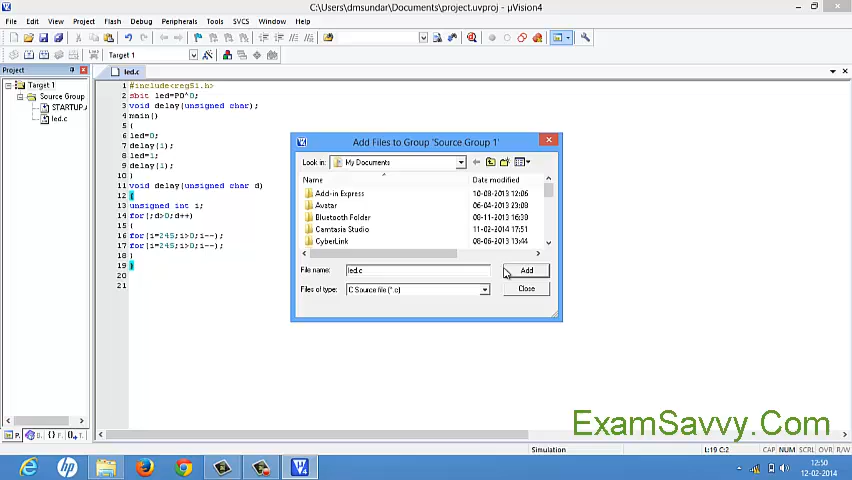 C:\Users\dmsundar\Documents\project.uvproj - µVision4
File Edit View Project Flash Debug Peripherals Tools SVCS Window Help
Target 1
Project
led.c
Target 1
Source Group
STARTUP.A
led.c
1 #include<reg51.h>
2 sbit led=P0^0;
3 void delay(unsigned char);
4 main()
5 {
6 led=0;
7 delay(1);
8 led=1;
9 delay(1);
10 }
11 void delay(unsigned char d)
12 {
13 unsigned int i;
14 for(;d>0;d++)
15 {
16 for(i=245;i>0;i--);
17 for(i=245;i>0;i--);
18 }
19 }
20
21
Add Files to Group 'Source Group 1'
Look in: My Documents
Name Date modified
Add-in Express 10-08-2013 12:06
Avatar 06-04-2013 23:08
Bluetooth Folder 08-11-2013 16:38
Camtasia Studio 11-02-2014 17:51
CyberLink 08-06-2013 13:44
File name: led.c Add
Files of type: C Source file (*.c) Close
ExamSavvy.Com
Simulation L:19 C:2 CAP NUM SCRL OVR R/W
12:50
12-02-2014